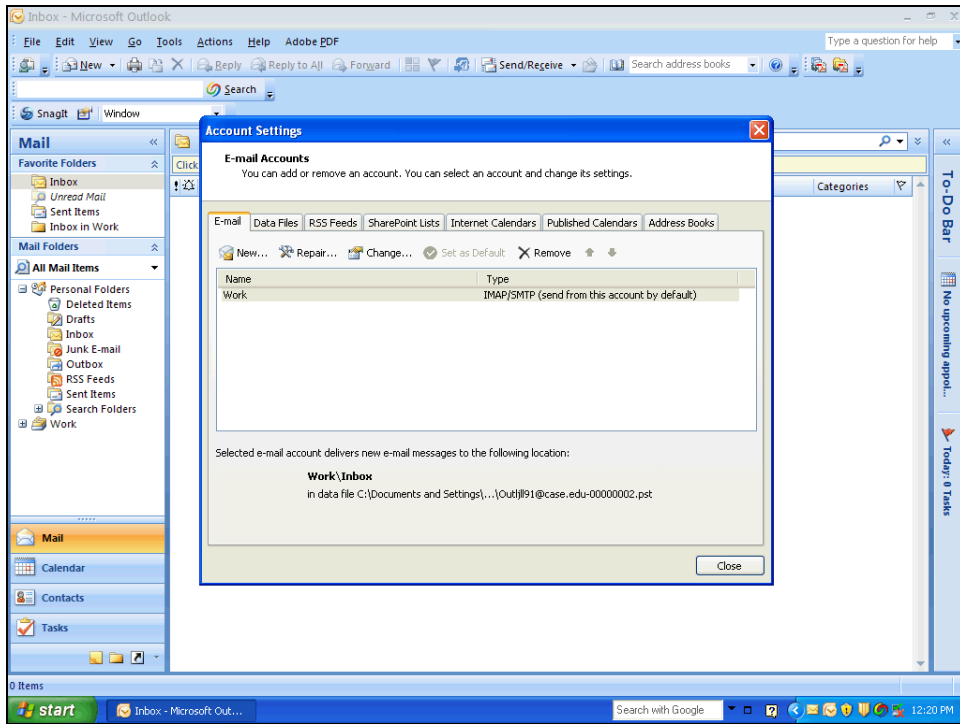 Inbox - Microsoft Outlook
File Edit View Go Tools Actions Help Adobe PDF
Type a question for help
New Reply Reply to All Forward Send/Receive Search address books
Search
SnagIt Window
Mail
Favorite Folders
Inbox
Unread Mail
Sent Items
Inbox in Work
Mail Folders
All Mail Items
Personal Folders
Deleted Items
Drafts
Inbox
Junk E-mail
Outbox
RSS Feeds
Sent Items
Search Folders
Work
Mail
Calendar
Contacts
Tasks
Click
Categories
Account Settings
E-mail Accounts
You can add or remove an account. You can select an account and change its settings.
E-mail Data Files RSS Feeds SharePoint Lists Internet Calendars Published Calendars Address Books
New... Repair... Change... Set as Default Remove
Name Type
Work IMAP/SMTP (send from this account by default)
Selected e-mail account delivers new e-mail messages to the following location:
Work\Inbox
in data file C:\Documents and Settings\...\Outljll91@case.edu-00000002.pst
Close
To-Do Bar
No upcoming appoi...
Today: 0 Tasks
0 Items
start Inbox - Microsoft Out... Search with Google 12:20 PM